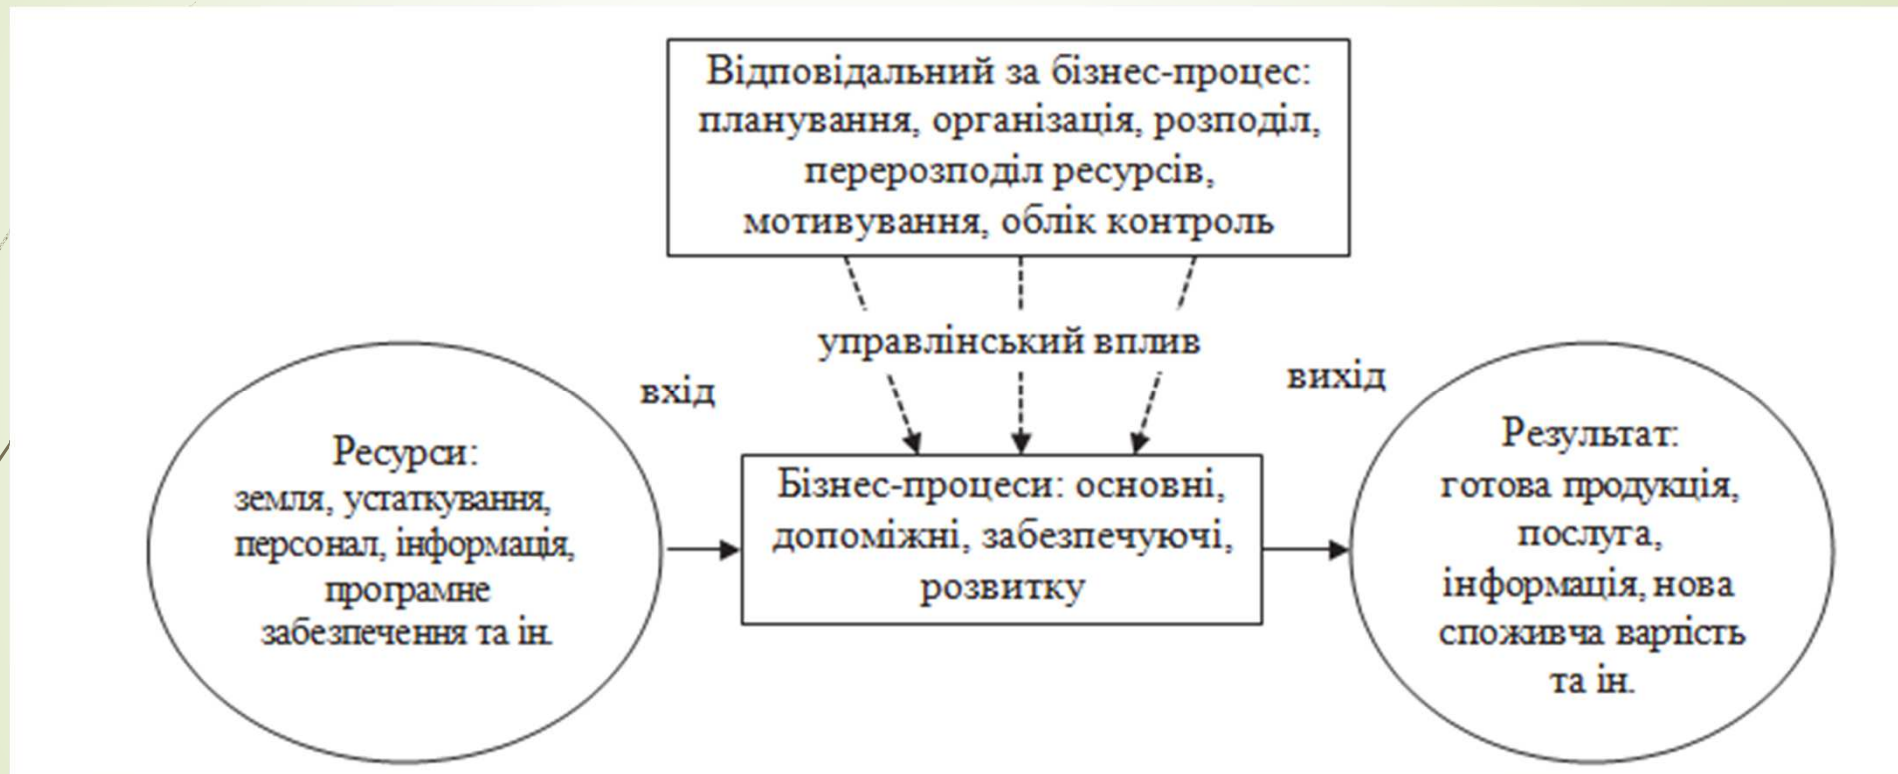 Відповідальний за бізнес-процес:
планування, організація, розподіл,
перерозподіл ресурсів,
мотивування, облік контроль
управлінський вплив
вхід
вихід
Ресурси:
земля, устаткування,
персонал, інформація,
програмне
забезпечення та ін.
Бізнес-процеси: основні,
допоміжні, забезпечуючі,
розвитку
Результат:
готова продукція,
послуга,
інформація, нова
споживча вартість
та ін.